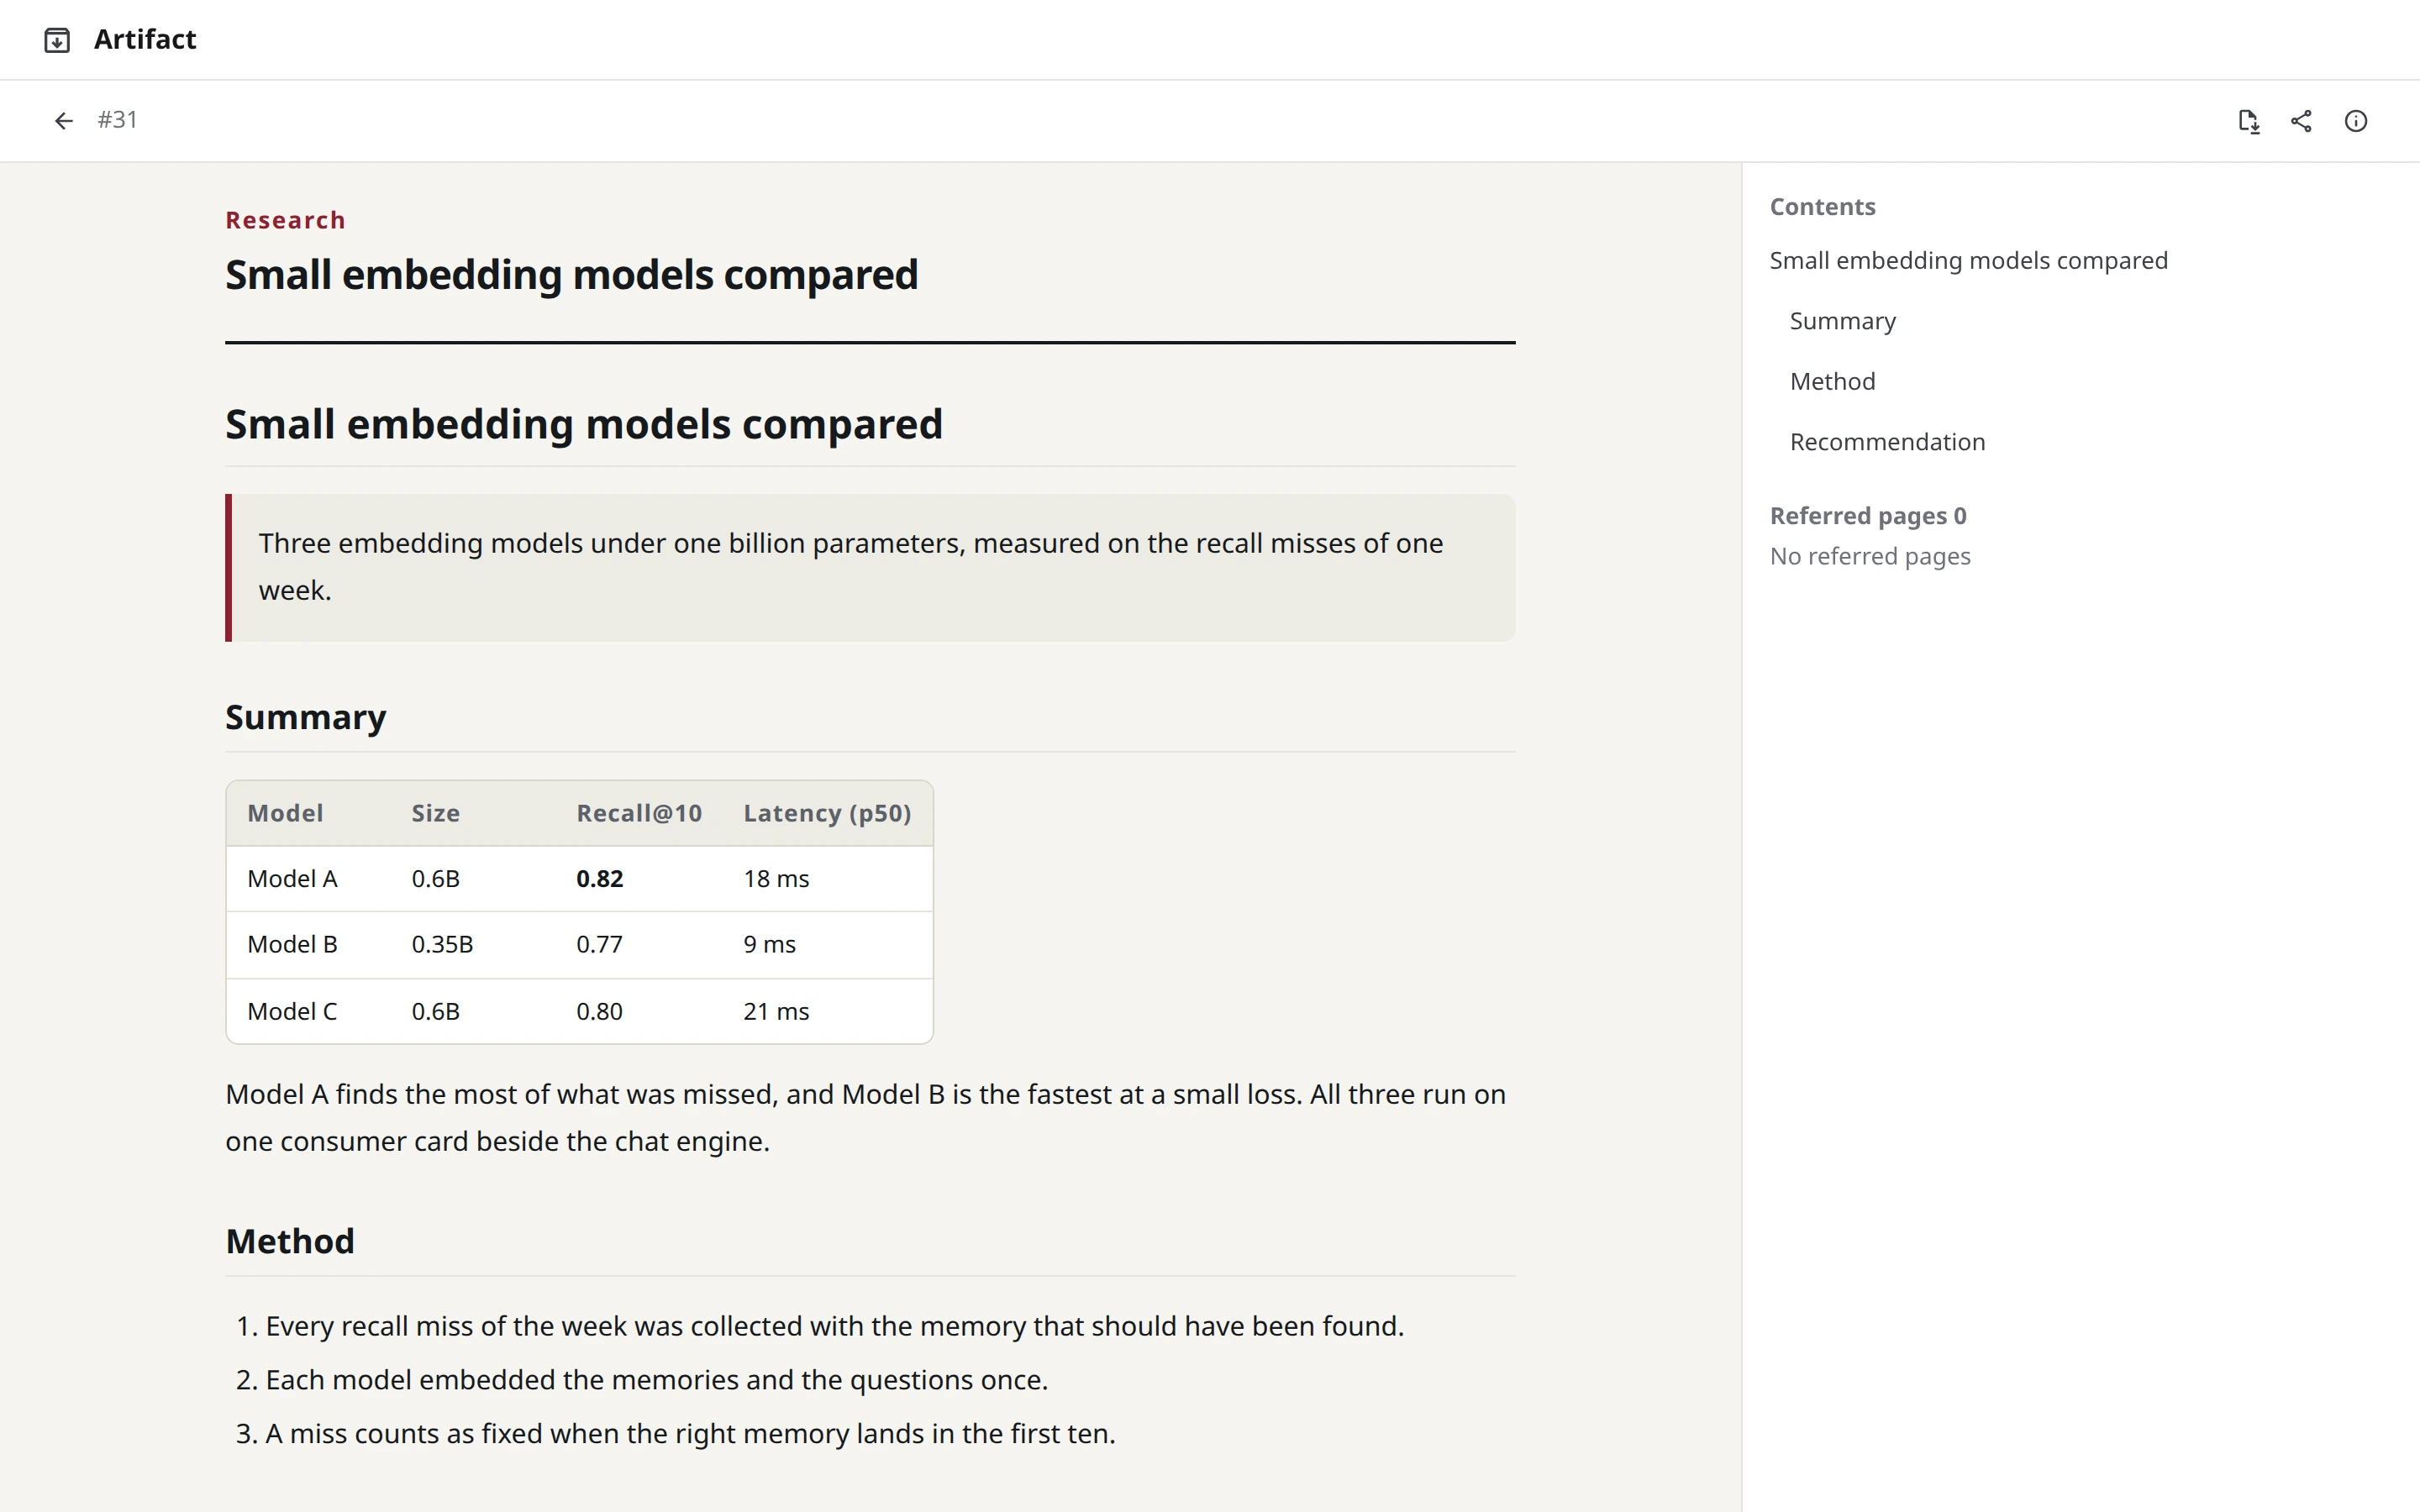 Artifact
#31
Research
Small embedding models compared
Small embedding models compared
Three embedding models under one billion parameters, measured on the recall misses of one
week.
Summary
Model Size Recall@10 Latency (p50)
Model A 0.6B 0.82 18 ms
Model B 0.35B 0.77 9 ms
Model C 0.6B 0.80 21 ms
Model A finds the most of what was missed, and Model B is the fastest at a small loss. All three run on
one consumer card beside the chat engine.
Method
1. Every recall miss of the week was collected with the memory that should have been found.
2. Each model embedded the memories and the questions once.
3. A miss counts as fixed when the right memory lands in the first ten.
Contents
Small embedding models compared
Summary
Method
Recommendation
Referred pages 0
No referred pages